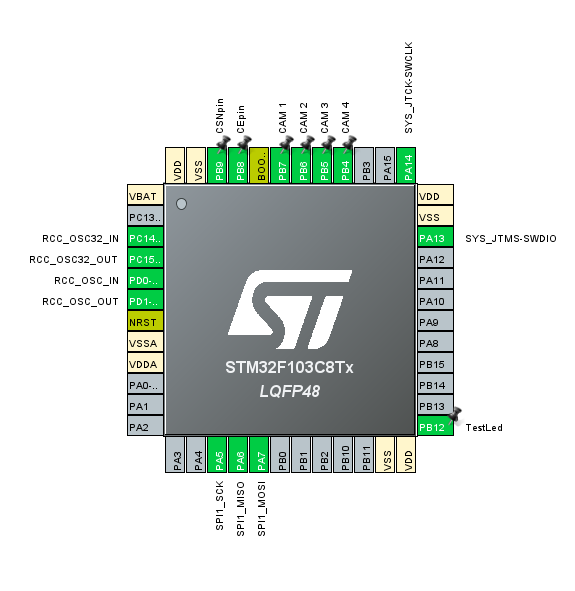 CSNpin
CEpin
CAM 1
CAM 2
CAM 3
CAM 4
SYS_JTCK-SWCLK
VDD
VSS
PB9
PB8
BOO..
PB7
PB6
PB5
PB4
PB3
PA15
PA14
VBAT
PC13..
RCC_OSC32_IN PC14..
RCC_OSC32_OUT PC15..
RCC_OSC_IN PD0-..
RCC_OSC_OUT PD1-..
NRST
VSSA
VDDA
PA0-..
PA1
PA2
VDD
VSS
PA13 SYS_JTMS-SWDIO
PA12
PA11
PA10
PA9
PA8
PB15
PB14
PB13
PB12 TestLed
ST
STM32F103C8Tx
LQFP48
PA3
PA4
PA5
PA6
PA7
PB0
PB1
PB2
PB10
PB11
VSS
VDD
SPI1_SCK
SPI1_MISO
SPI1_MOSI